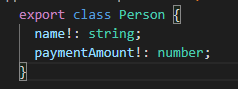 export class Person {
name!: string;
paymentAmount!: number;
}